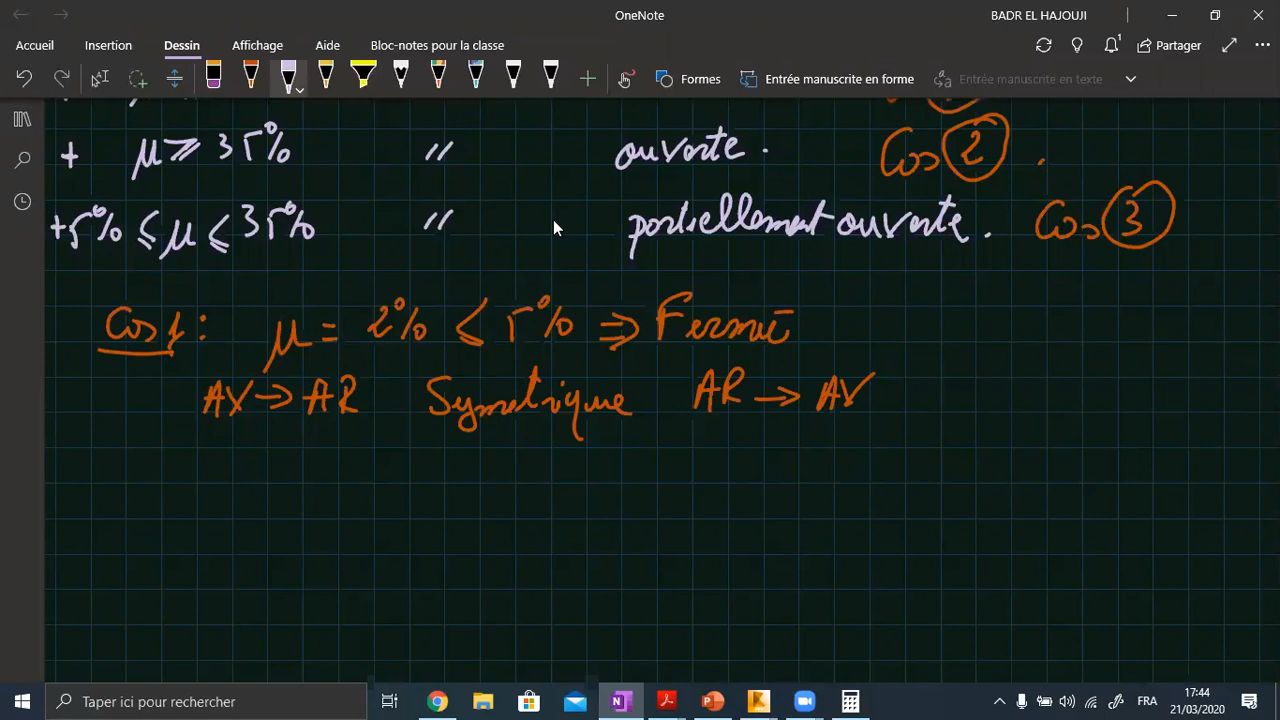 OneNote
BADR EL HAJOUJI
Accueil Insertion Dessin Affichage Aide Bloc-notes pour la classe
Partager
Formes Entrée manuscrite en forme Entrée manuscrite en texte
+ μ ⩾ 35% // ouverte. Cas 2.
+5% ≤ μ ≤ 35% // partiellement ouverte. Cas 3
Cas 1: μ = 2% ≤ 5% ⇒ Fermé
AV → AR Symetrique AR → AV
Taper ici pour rechercher
FRA
17:44
21/03/2020